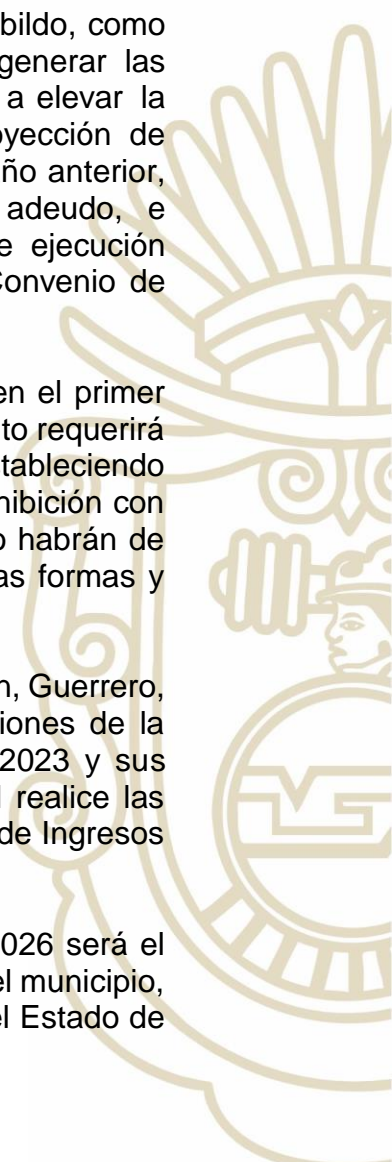 bildo, como
generar las
a elevar la
oyección de
ño anterior,
adeudo, e
e ejecución
Convenio de
en el primer
to requerirá
stableciendo
hibición con
o habrán de
as formas y
n, Guerrero,
iones de la
2023 y sus
l realice las
de Ingresos
026 será el
el municipio,
el Estado de